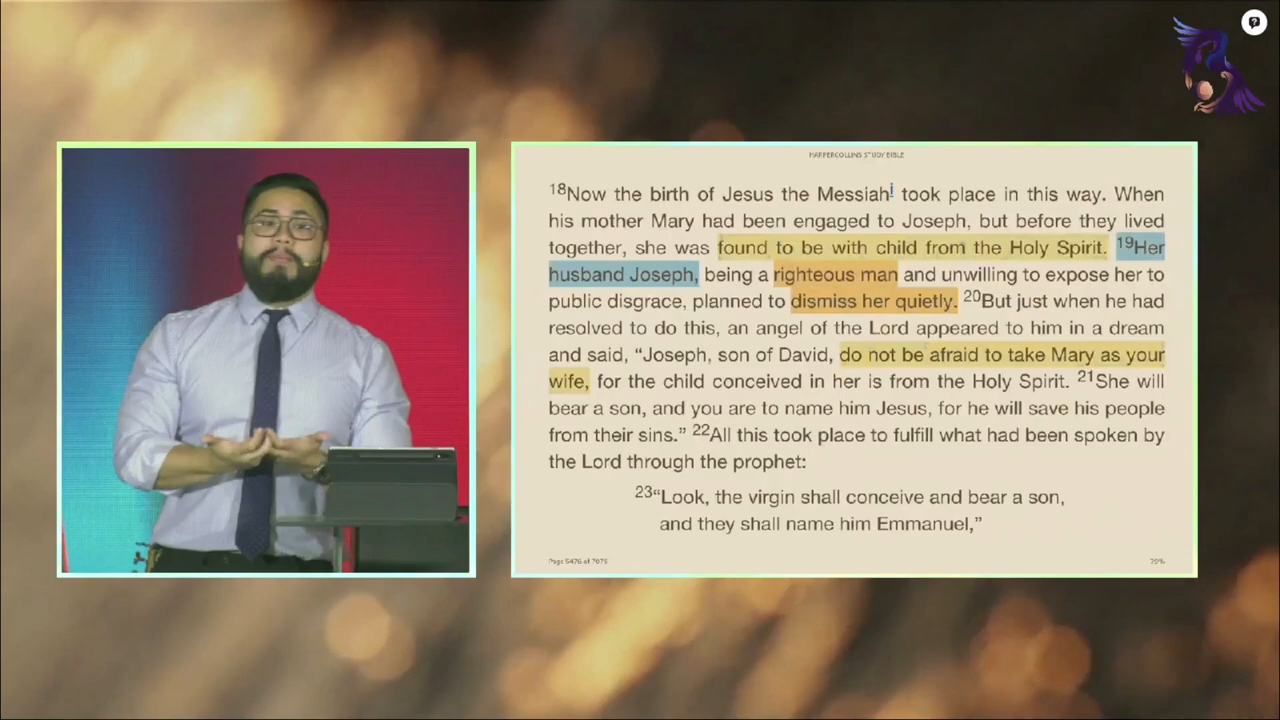 HARPERCOLLINS STUDY BIBLE
18Now the birth of Jesus the Messiahi took place in this way. When
his mother Mary had been engaged to Joseph, but before they lived
together, she was found to be with child from the Holy Spirit. 19Her
husband Joseph, being a righteous man and unwilling to expose her to
public disgrace, planned to dismiss her quietly. 20But just when he had
resolved to do this, an angel of the Lord appeared to him in a dream
and said, “Joseph, son of David, do not be afraid to take Mary as your
wife, for the child conceived in her is from the Holy Spirit. 21She will
bear a son, and you are to name him Jesus, for he will save his people
from their sins.” 22All this took place to fulfill what had been spoken by
the Lord through the prophet:
23“Look, the virgin shall conceive and bear a son,
and they shall name him Emmanuel,”
Page 5476 of 7075